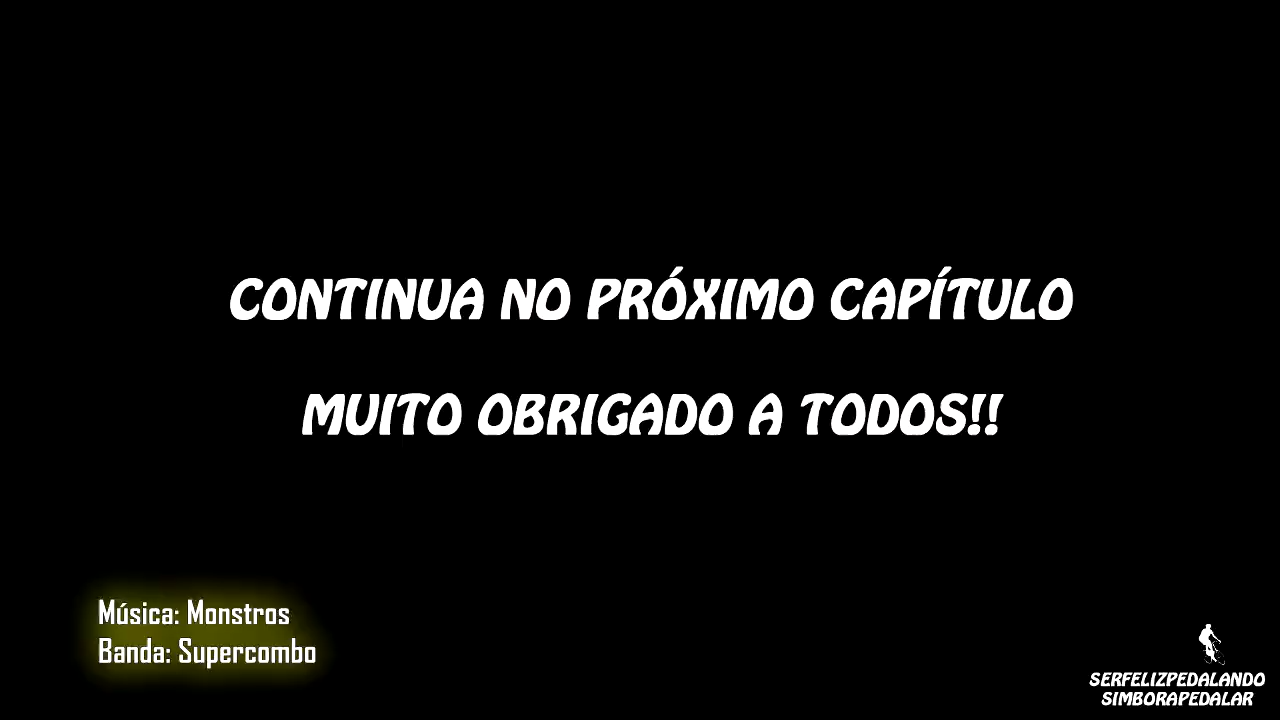 CONTINUA NO PRÓXIMO CAPÍTULO
MUITO OBRIGADO A TODOS!!
Música: Monstros
Banda: Supercombo
SERFELIZPEDALANDO
SIMBORAPEDALAR